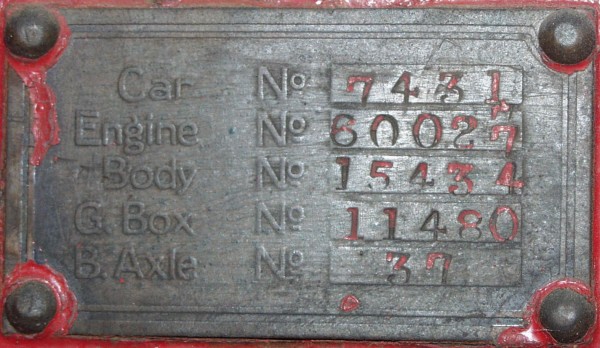 Car Nº 7431
Engine Nº 60027
Body Nº 15434
G. Box Nº 11480
B. Axle Nº 37